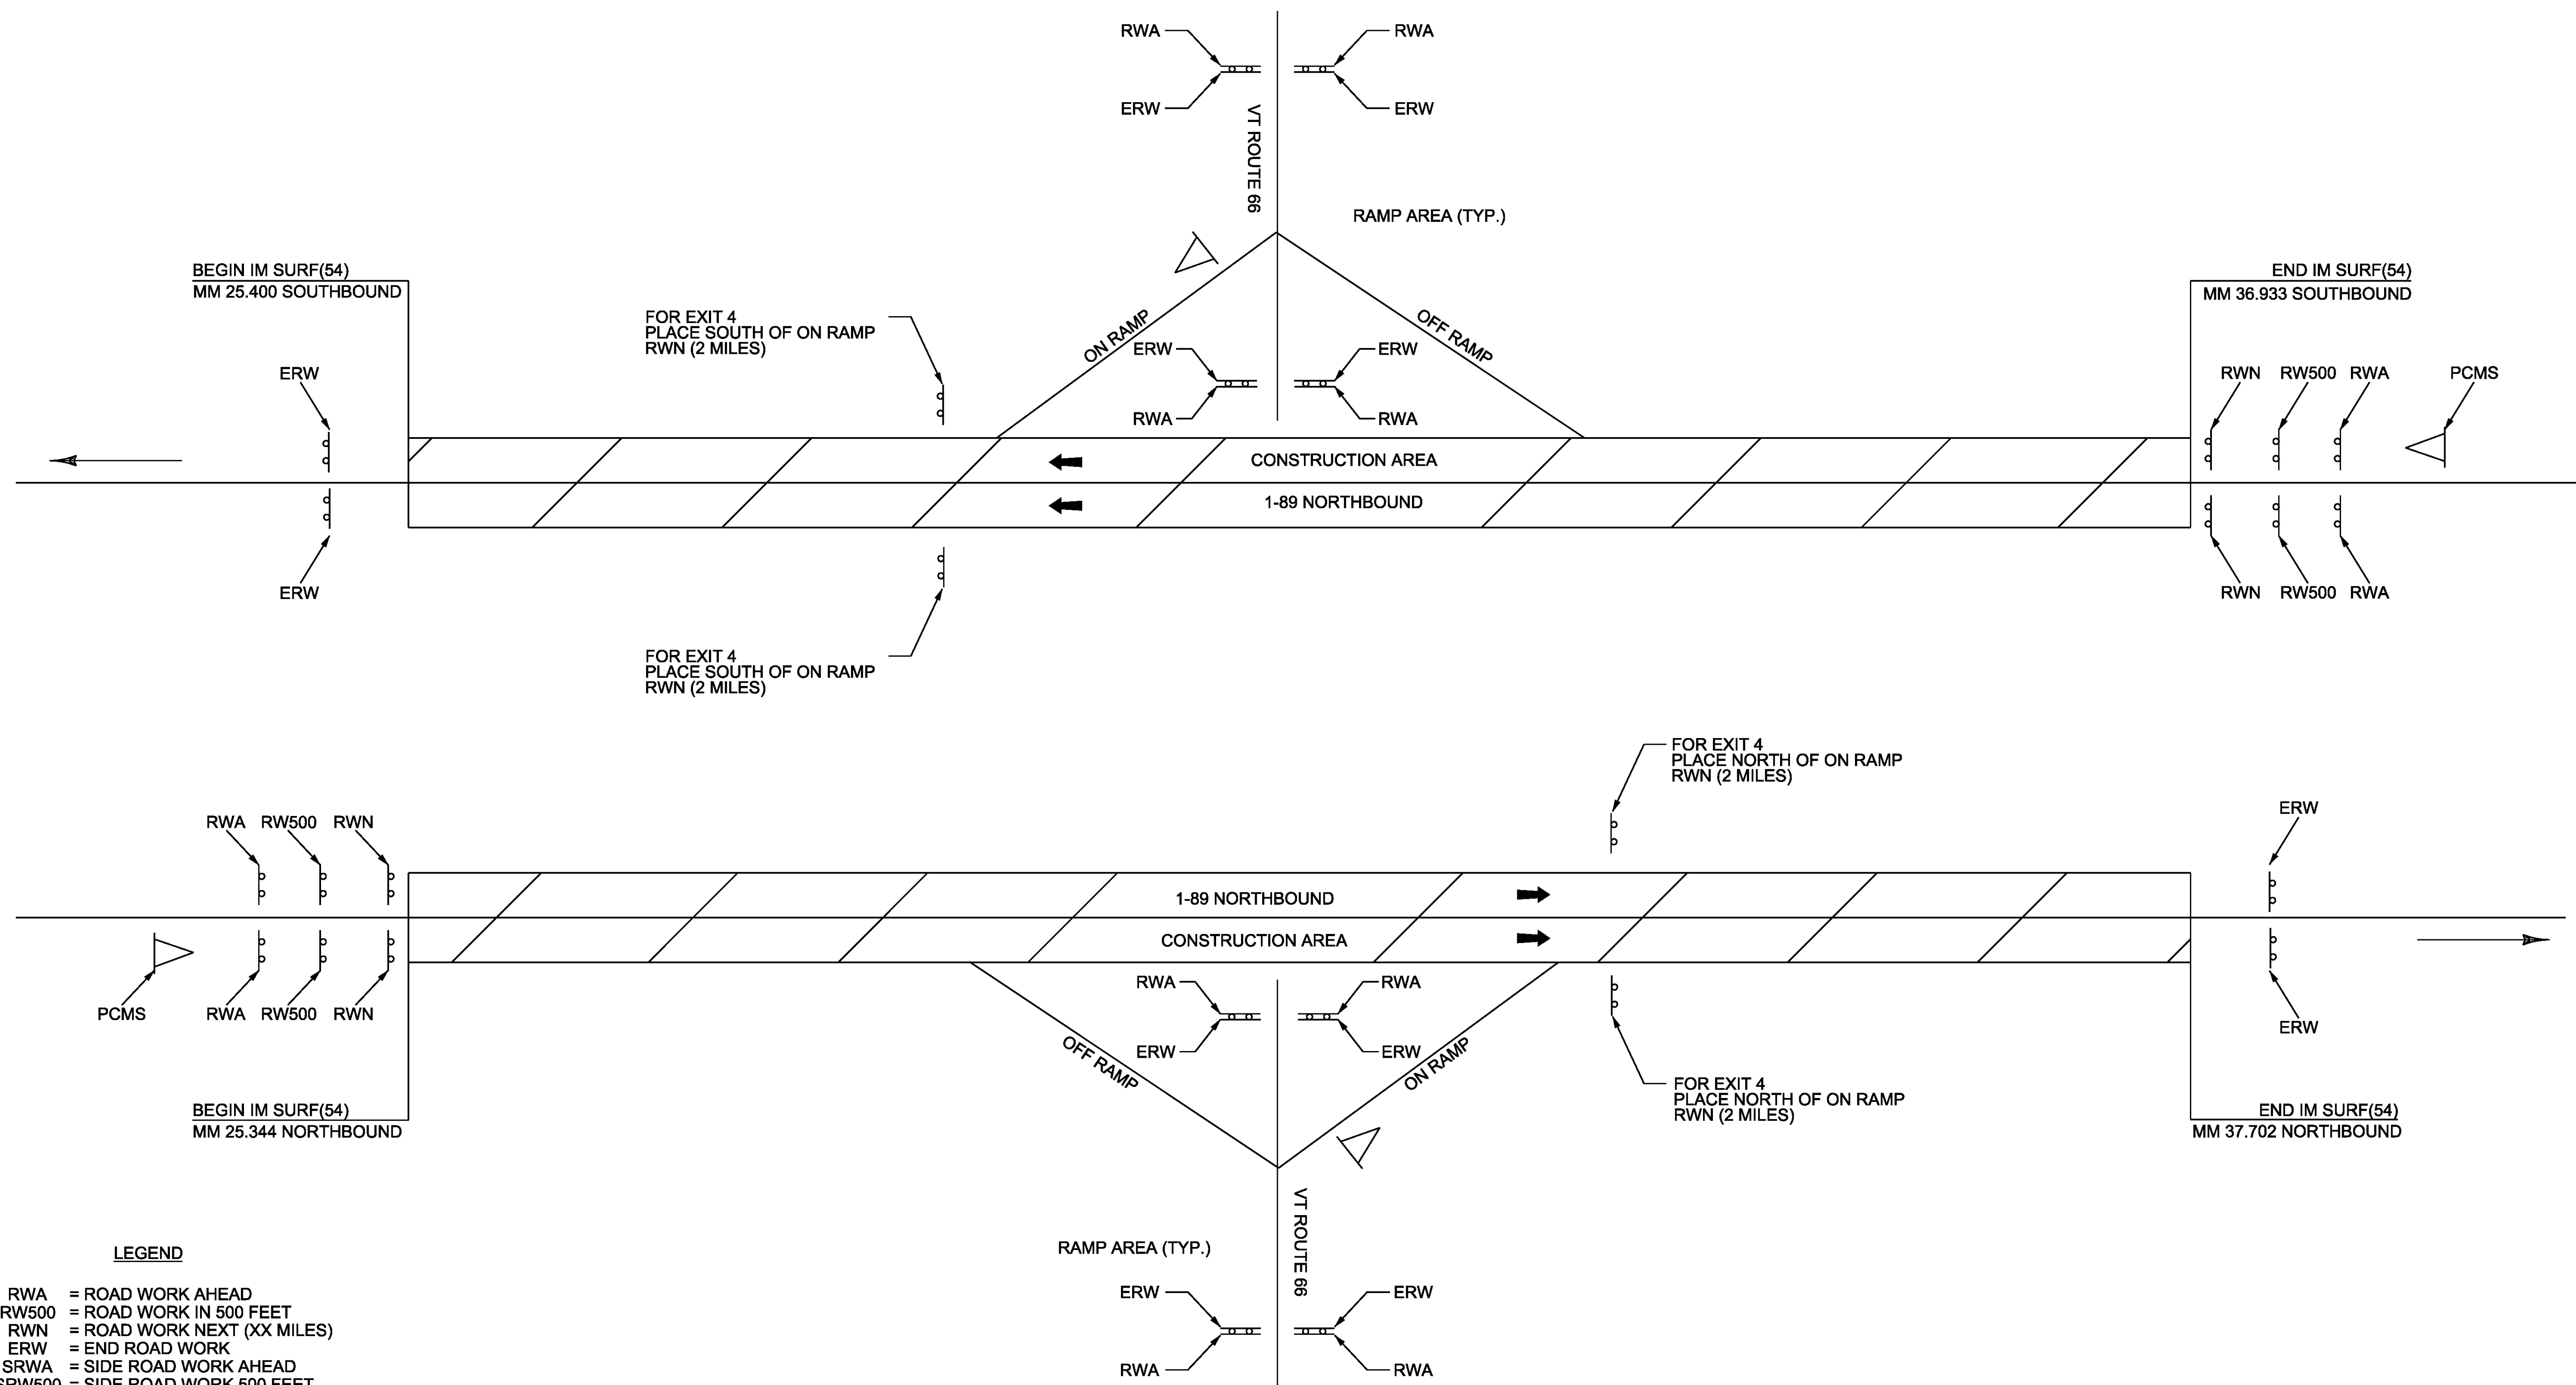 RWA
RWA
ERW
ERW
VT ROUTE 66
RAMP AREA (TYP.)
BEGIN IM SURF(54)
MM 25.400 SOUTHBOUND
END IM SURF(54)
MM 36.933 SOUTHBOUND
FOR EXIT 4
PLACE SOUTH OF ON RAMP
RWN (2 MILES)
ON RAMP
OFF RAMP
ERW
ERW
RWA
RWA
ERW
RWN
RW500
RWA
PCMS
CONSTRUCTION AREA
1-89 NORTHBOUND
ERW
RWN
RW500
RWA
FOR EXIT 4
PLACE SOUTH OF ON RAMP
RWN (2 MILES)
FOR EXIT 4
PLACE NORTH OF ON RAMP
RWN (2 MILES)
RWA
RW500
RWN
ERW
1-89 NORTHBOUND
CONSTRUCTION AREA
PCMS
RWA
RW500
RWN
RWA
RWA
ERW
ERW
OFF RAMP
ON RAMP
ERW
FOR EXIT 4
PLACE NORTH OF ON RAMP
RWN (2 MILES)
BEGIN IM SURF(54)
MM 25.344 NORTHBOUND
END IM SURF(54)
MM 37.702 NORTHBOUND
VT ROUTE 66
RAMP AREA (TYP.)
ERW
ERW
RWA
RWA
LEGEND
RWA = ROAD WORK AHEAD
RW500 = ROAD WORK IN 500 FEET
RWN = ROAD WORK NEXT (XX MILES)
ERW = END ROAD WORK
SRWA = SIDE ROAD WORK AHEAD
SRW500 = SIDE ROAD WORK 500 FEET